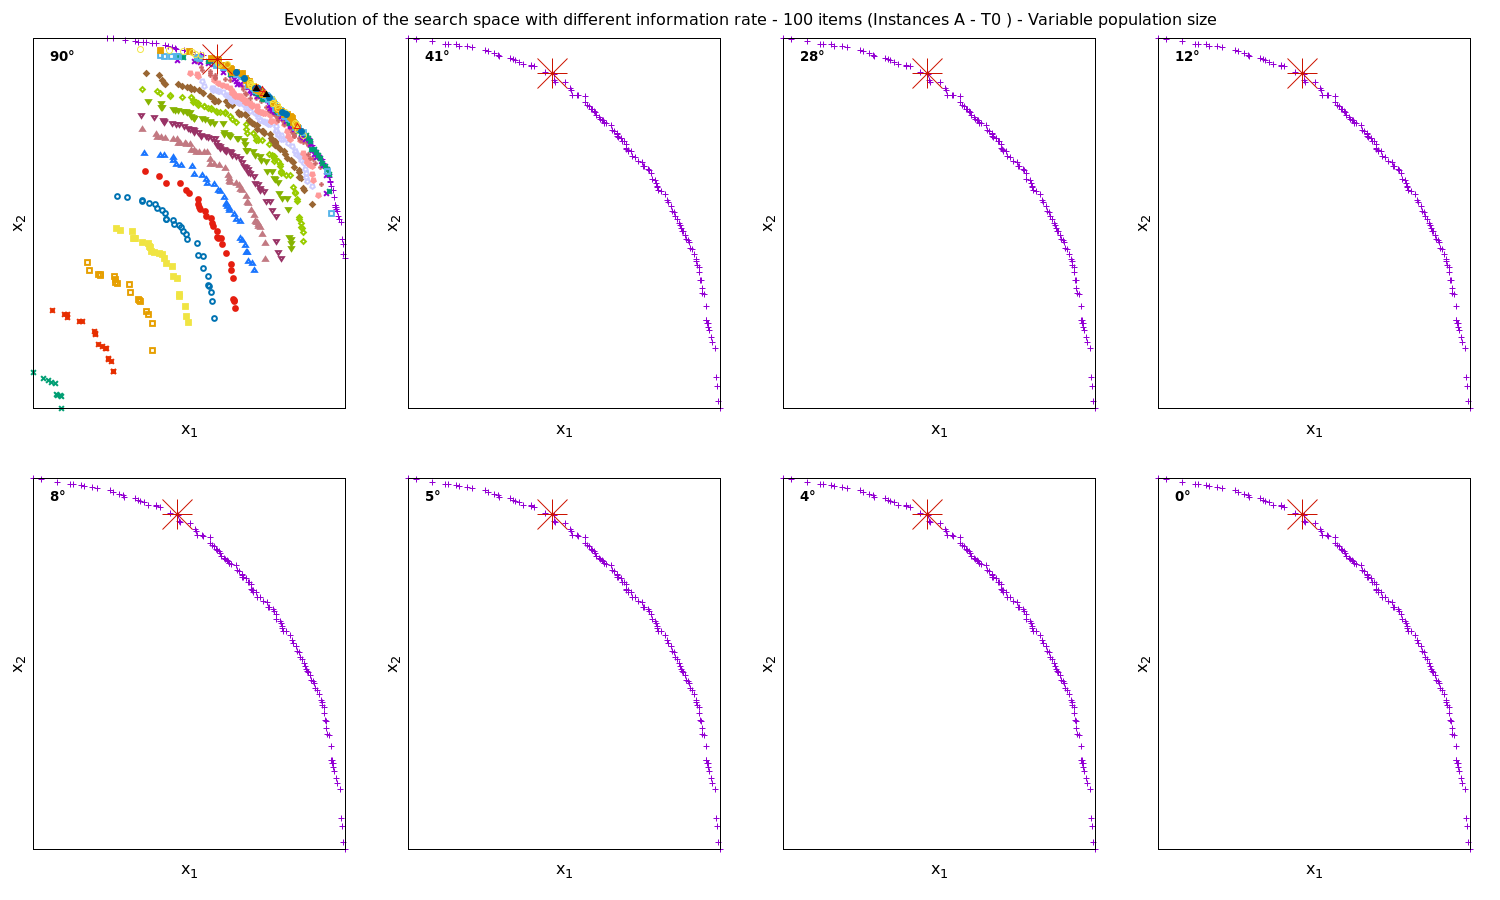 Evolution of the search space with different information rate - 100 items (Instances A - T0 ) - Variable population size
90°
41°
28°
12°
x2
x2
x2
x2
x1
x1
x1
x1
8°
5°
4°
0°
x2
x2
x2
x2
x1
x1
x1
x1